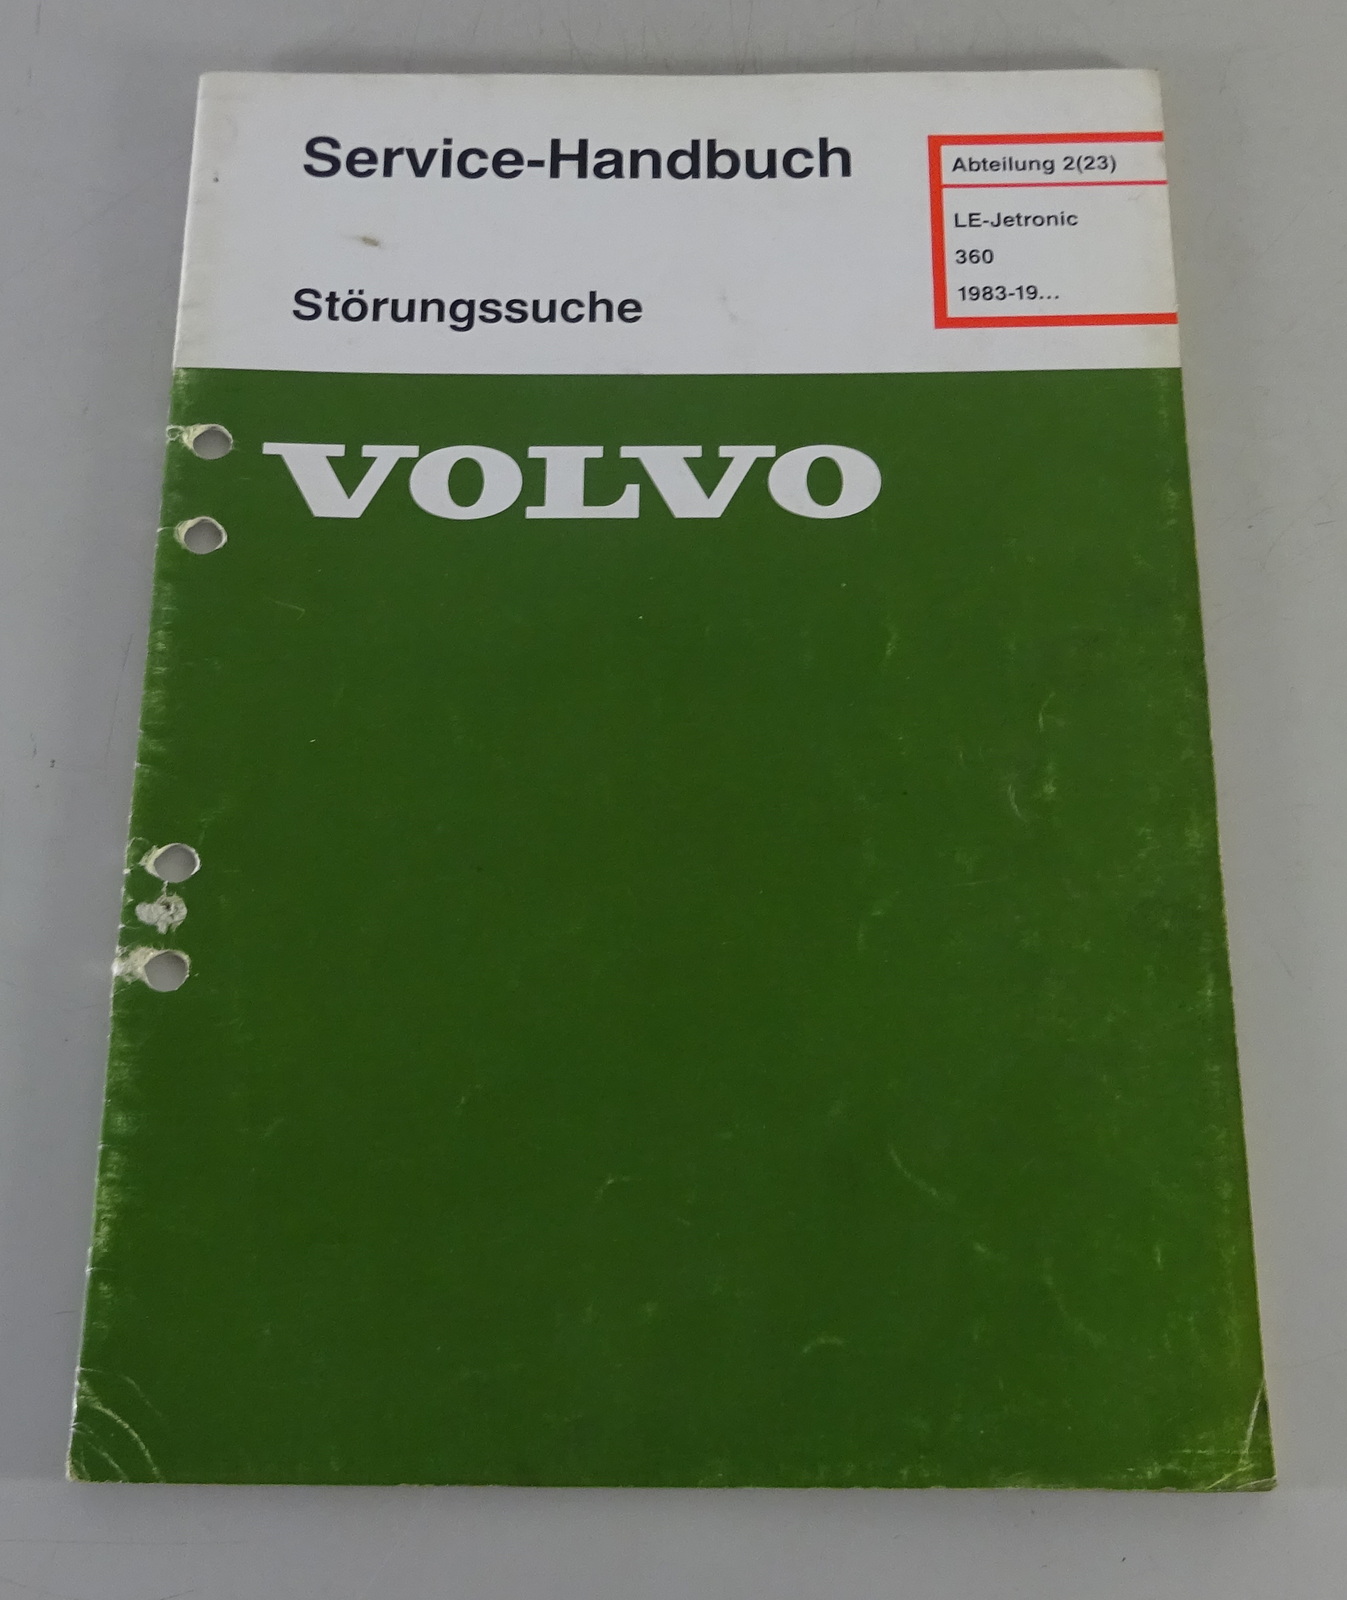 Service-Handbuch
Störungssuche
Abteilung 2(23)
LE-Jetronic
360
1983-19...
VOLVO